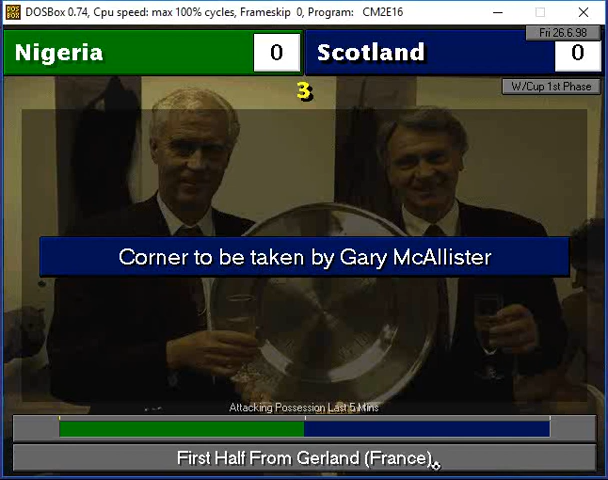 DOSBox 0.74, Cpu speed: max 100% cycles, Frameskip 0, Program: CM2E16
DOS BOX
Fri 26.6.98
Nigeria 0 Scotland 0
3
W/Cup 1st Phase
Corner to be taken by Gary McAllister
Attacking Possession Last 5 Mins
First Half From Gerland (France)